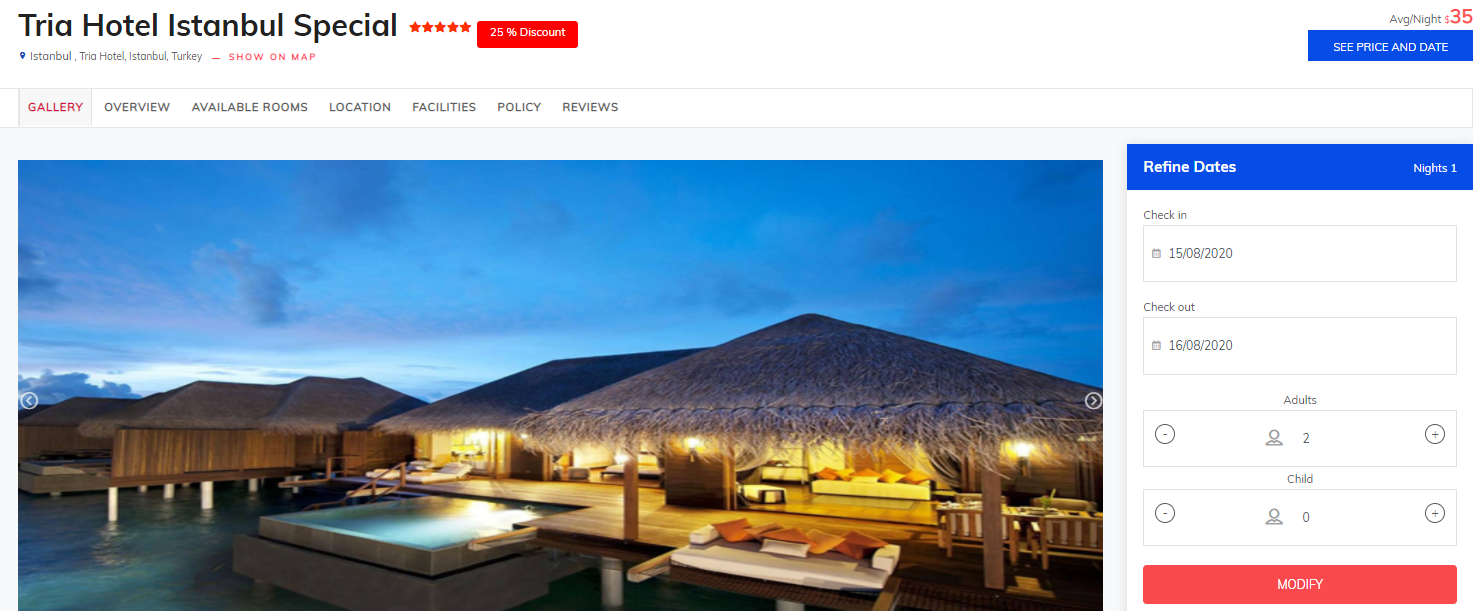 Tria Hotel Istanbul Special
25 % Discount
Avg/Night $35
Istanbul , Tria Hotel, Istanbul, Turkey — SHOW ON MAP
SEE PRICE AND DATE
GALLERY OVERVIEW AVAILABLE ROOMS LOCATION FACILITIES POLICY REVIEWS
Refine Dates
Nights 1
Check in
15/08/2020
Check out
16/08/2020
Adults
- 2 +
Child
- 0 +
MODIFY